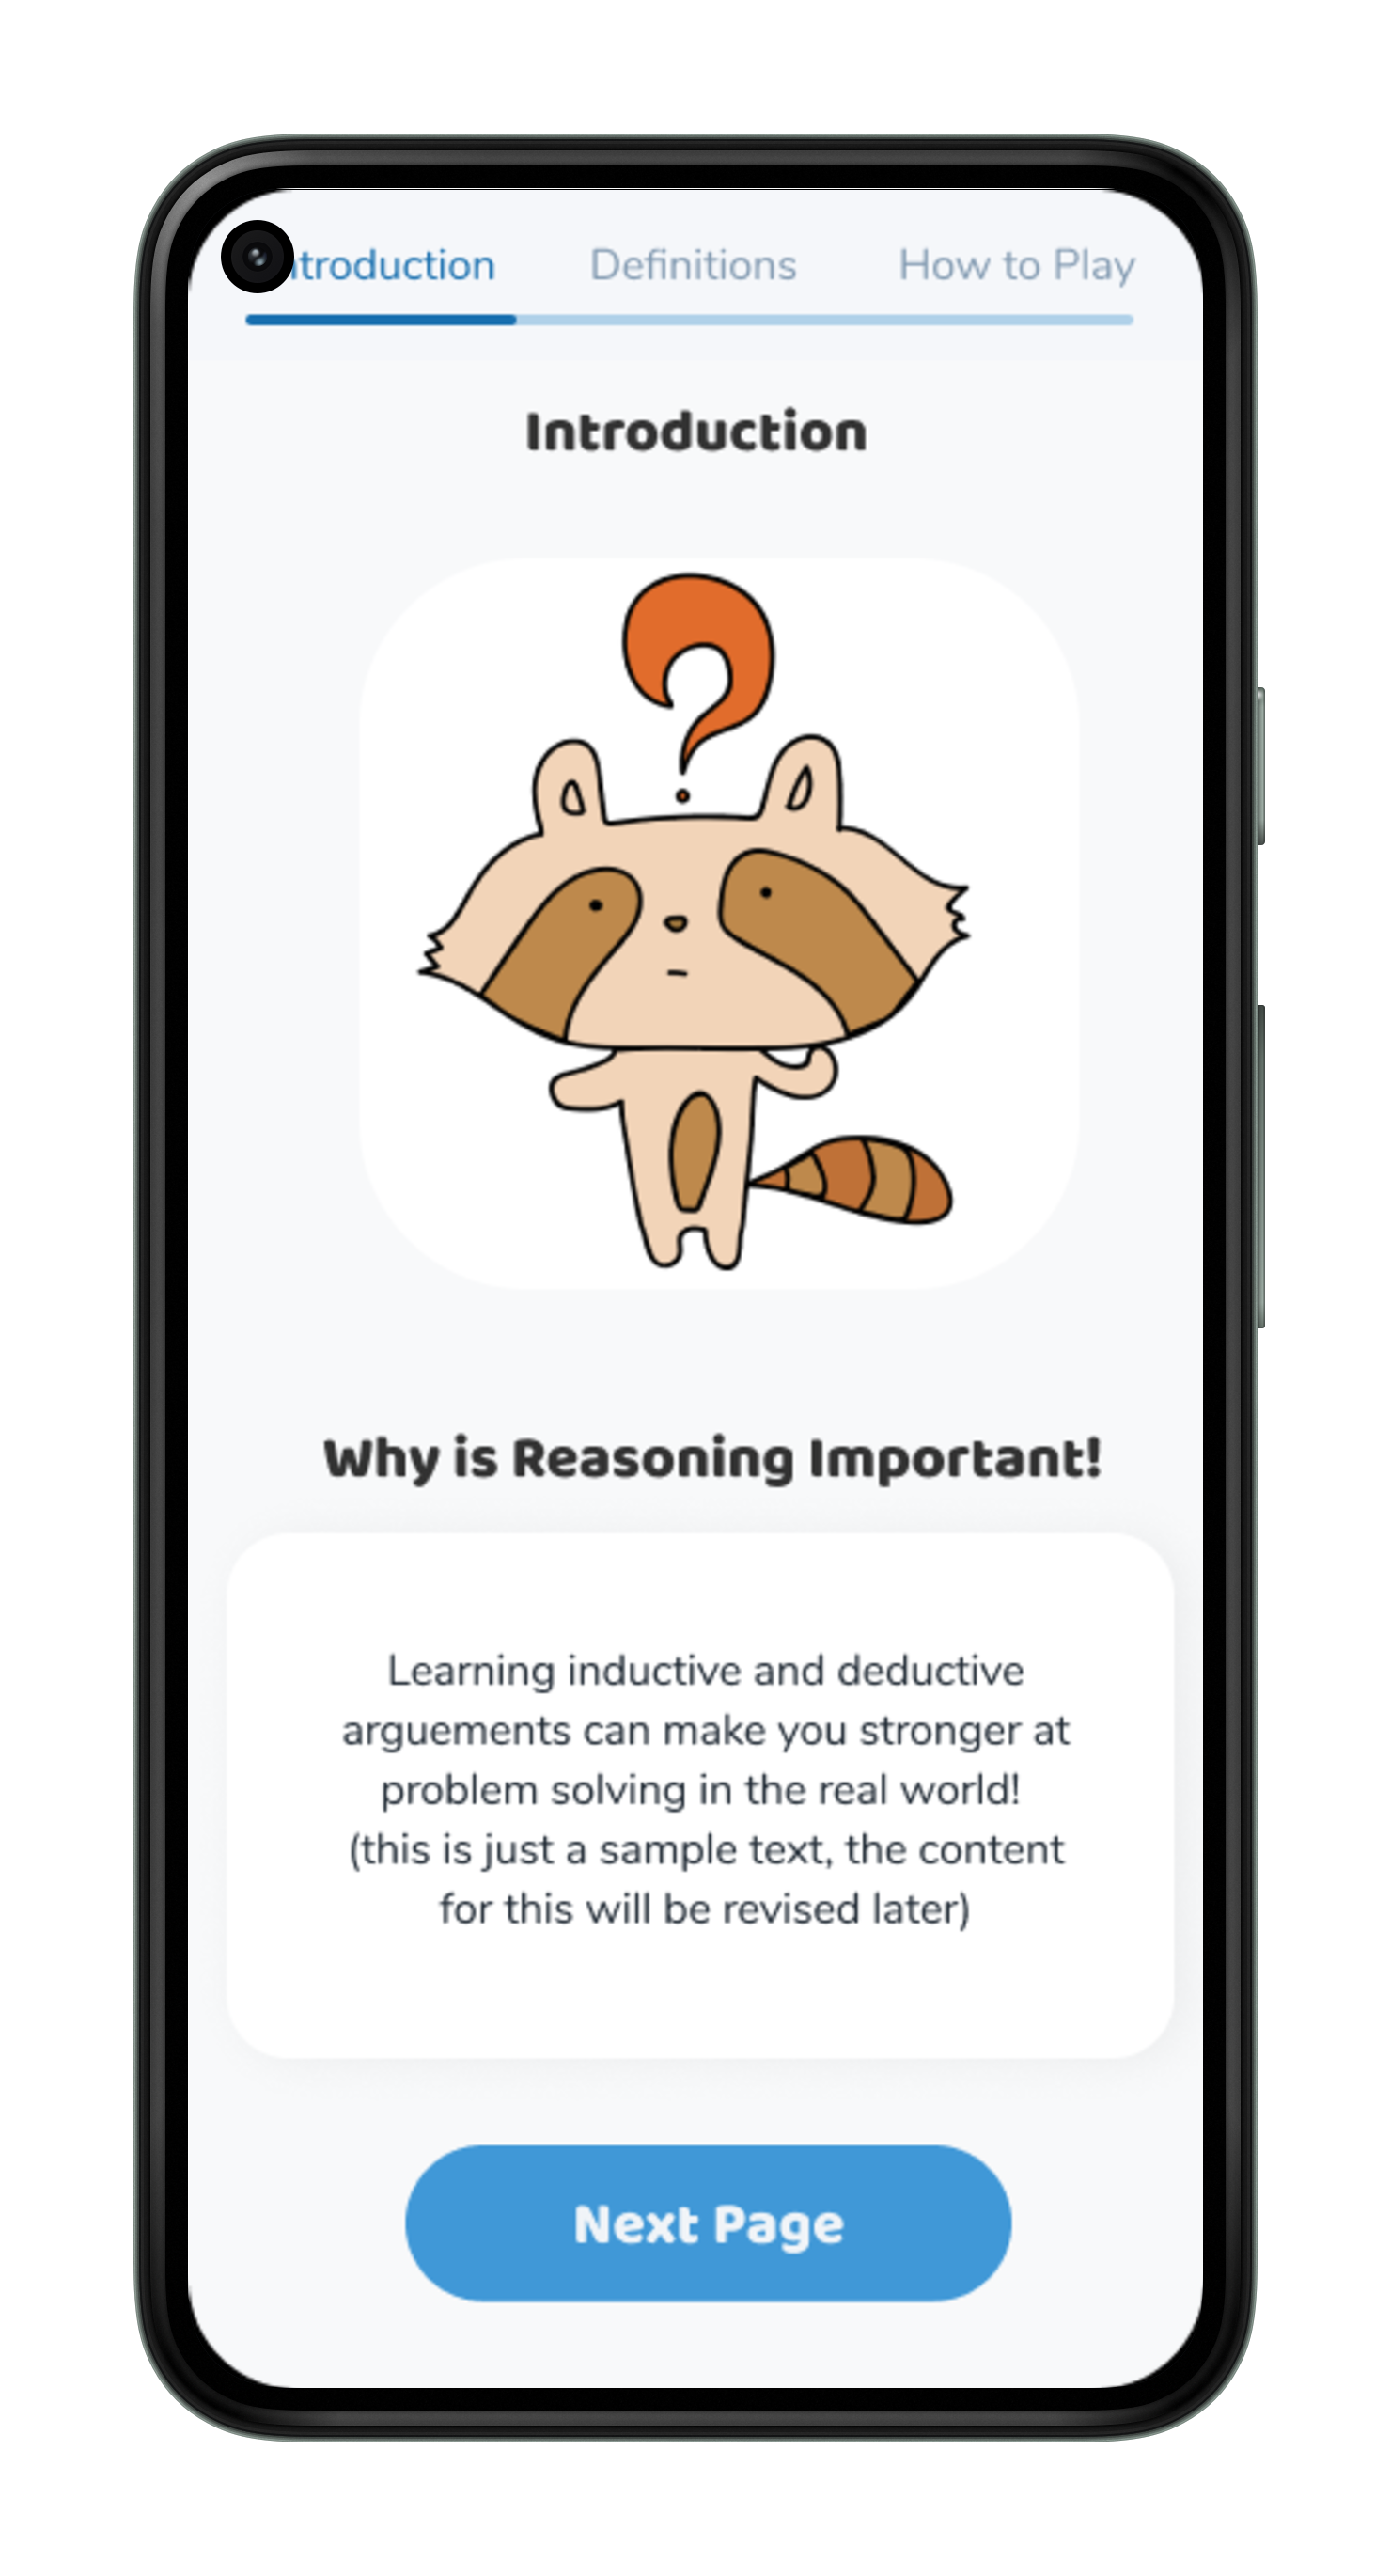 ntroduction Definitions How to Play
Introduction
Why is Reasoning Important!
Learning inductive and deductive
arguements can make you stronger at
problem solving in the real world!
(this is just a sample text, the content
for this will be revised later)
Next Page